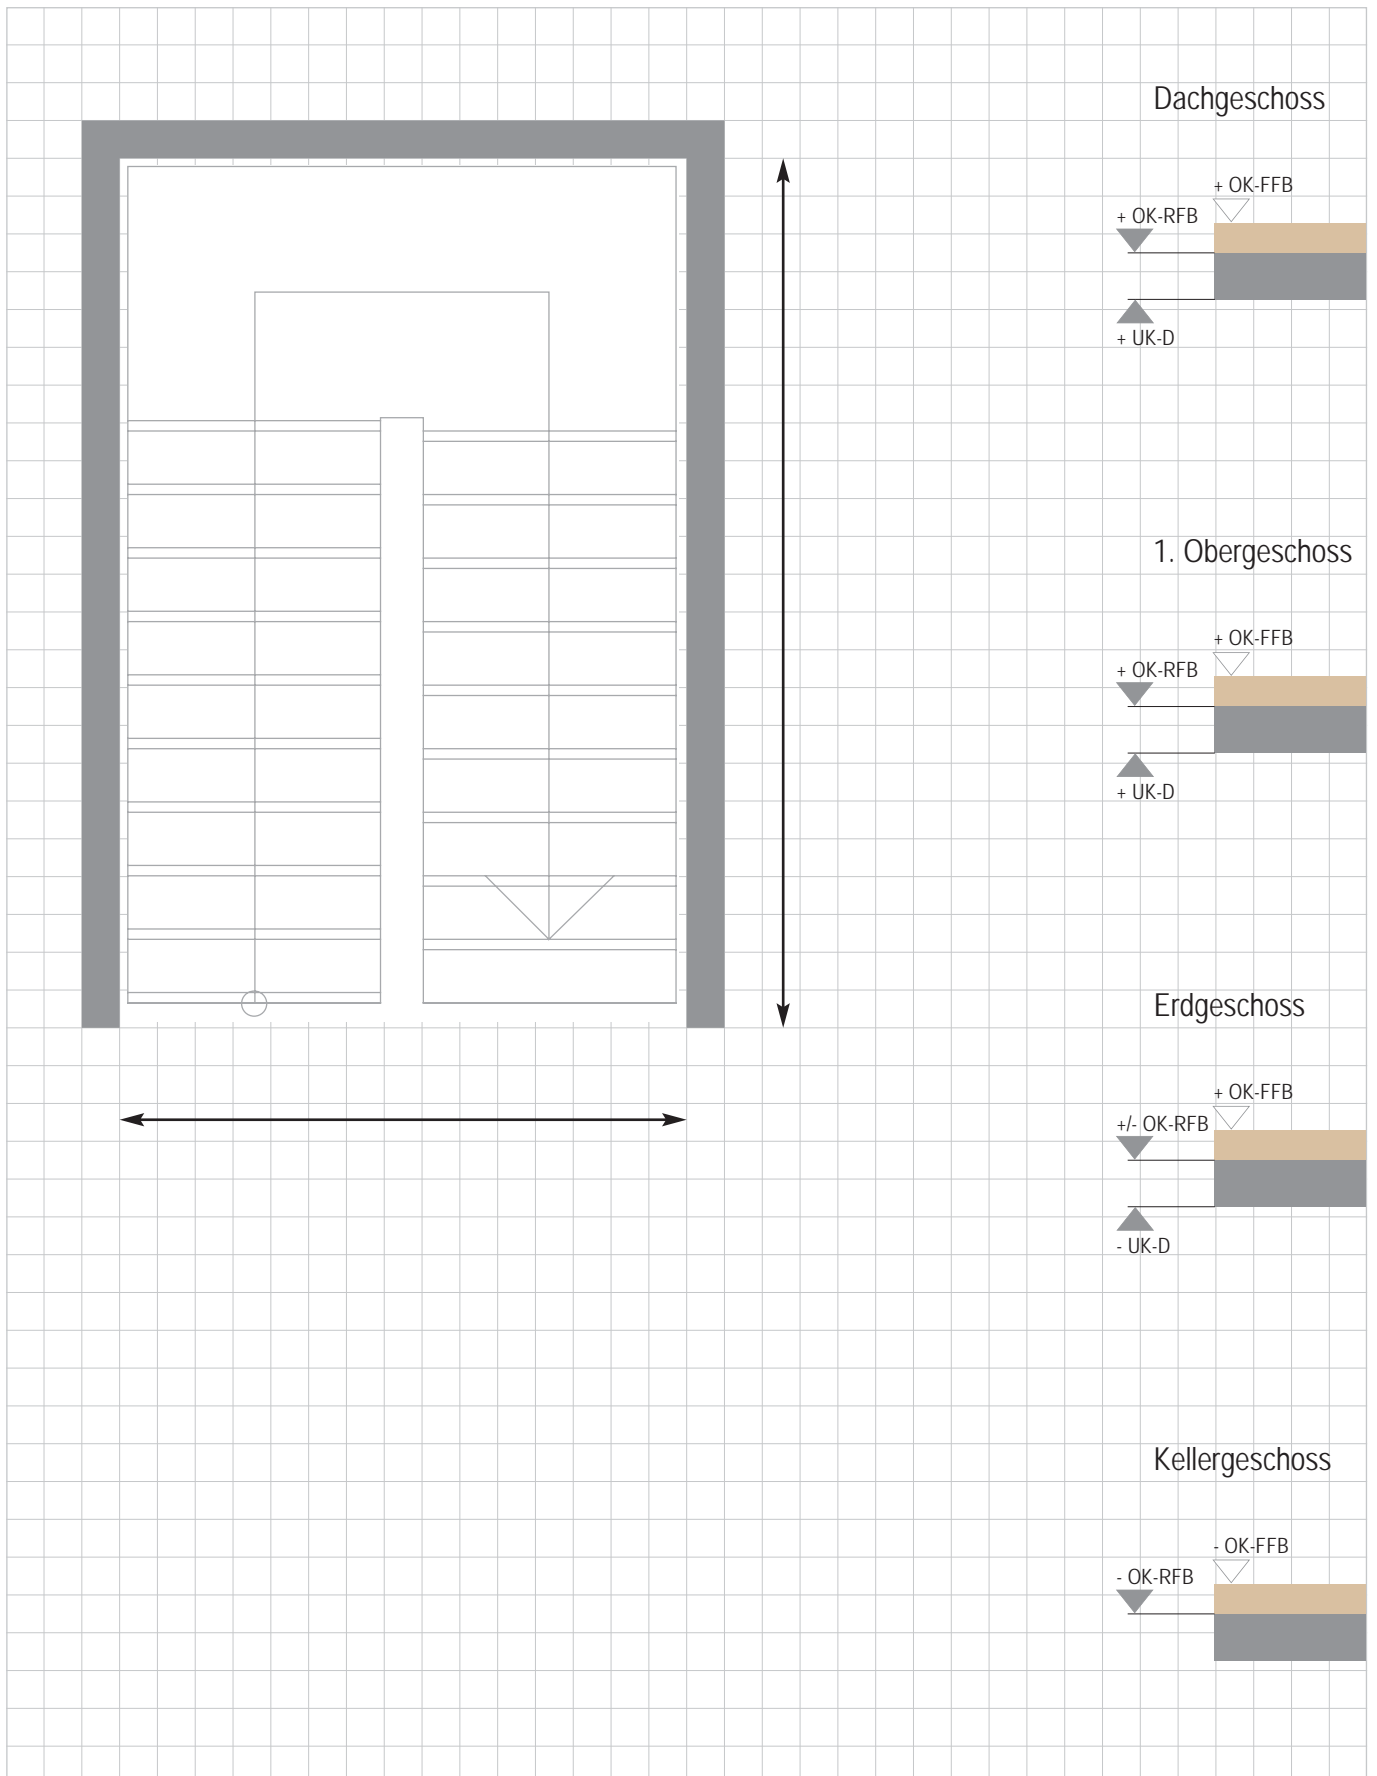 Dachgeschoss
+ OK-FFB
+ OK-RFB
+ UK-D
1. Obergeschoss
+ OK-FFB
+ OK-RFB
+ UK-D
Erdgeschoss
+ OK-FFB
+/- OK-RFB
- UK-D
Kellergeschoss
- OK-FFB
- OK-RFB